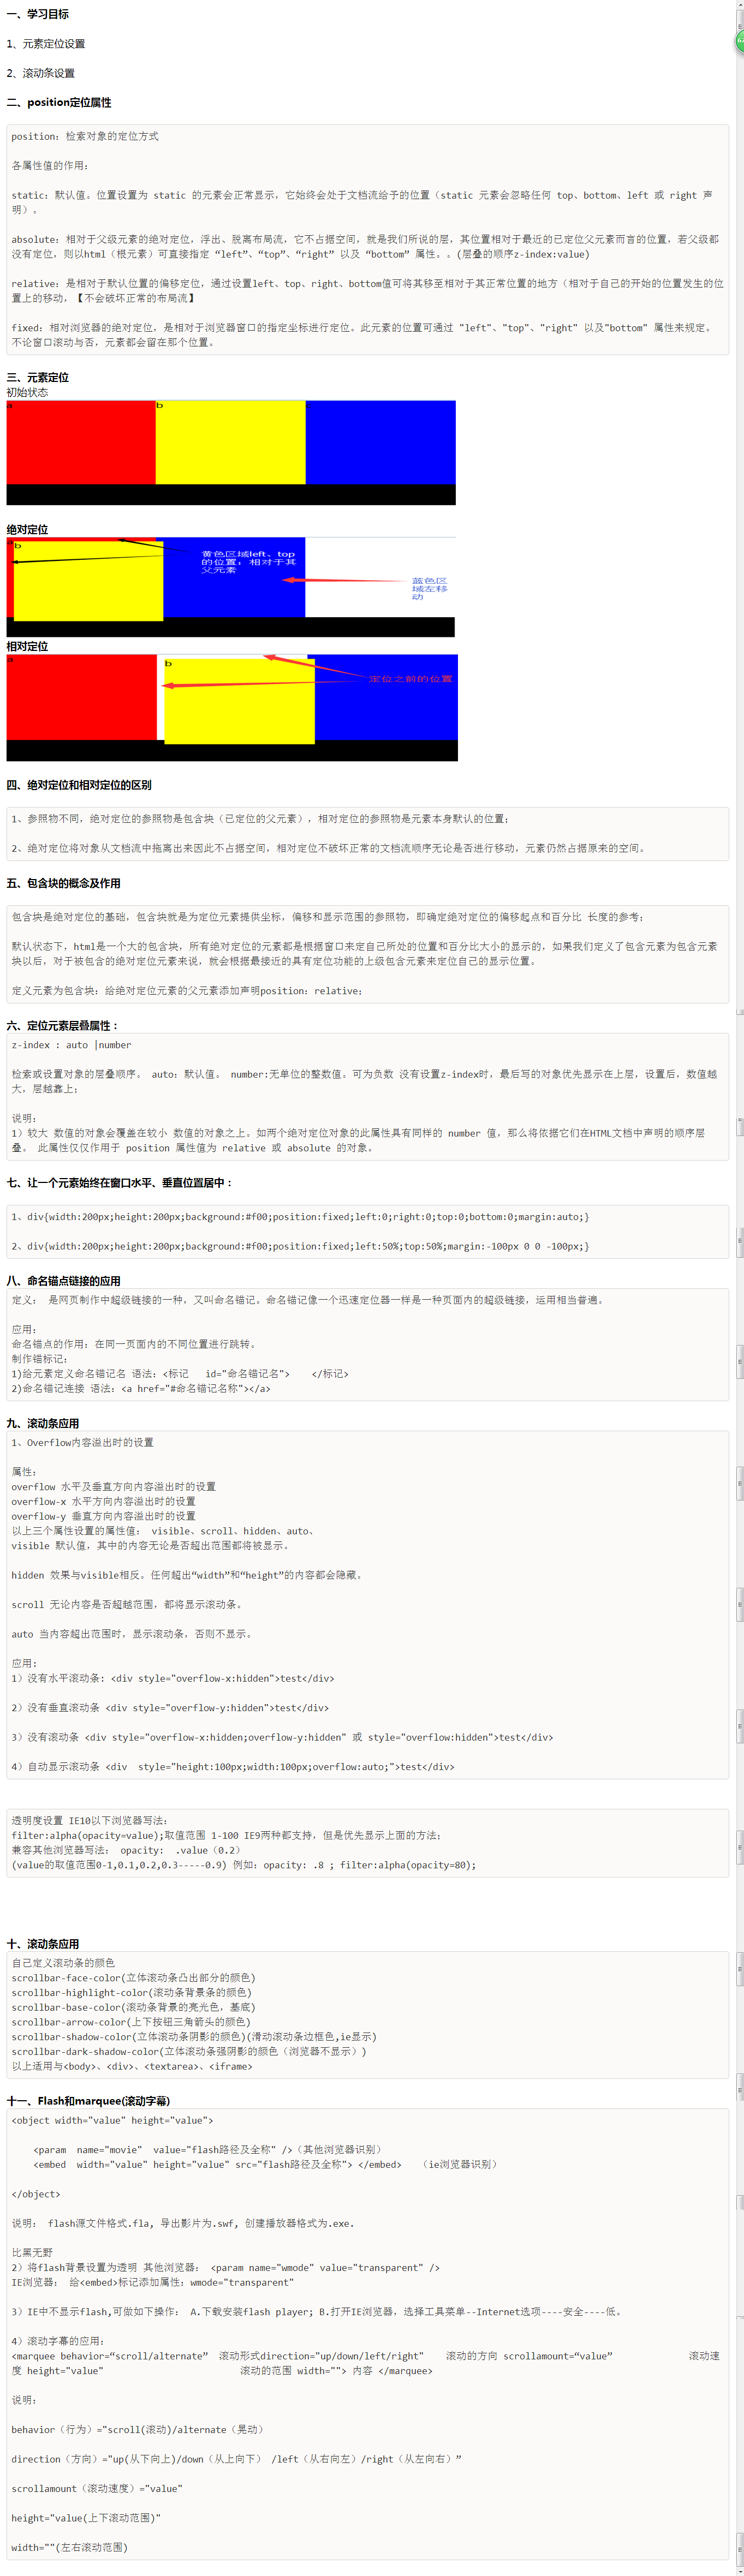 一、学习目标
1、元素定位设置
2、滚动条设置
二、position定位属性
position：检索对象的定位方式
各属性值的作用：
static：默认值。位置设置为 static 的元素会正常显示，它始终会处于文档流给予的位置（static 元素会忽略任何 top、bottom、left 或 right 声
明）。
absolute：相对于父级元素的绝对定位，浮出、脱离布局流，它不占据空间，就是我们所说的层，其位置相对于最近的已定位父元素而言的位置，若父级都
没有定位，则以html（根元素）可直接指定 “left”、“top”、“right” 以及 “bottom” 属性。。(层叠的顺序z-index:value)
relative：是相对于默认位置的偏移定位，通过设置left、top、right、bottom值可将其移至相对于其正常位置的地方（相对于自己的开始的位置发生的位
置上的移动，【不会破坏正常的布局流】
fixed：相对浏览器的绝对定位，是相对于浏览器窗口的指定坐标进行定位。此元素的位置可通过 "left"、"top"、"right" 以及"bottom" 属性来规定。
不论窗口滚动与否，元素都会留在那个位置。
三、元素定位
初始状态
a
b
绝对定位
a
b
黄色区域left、top
的位置；相对于其
父元素
蓝色区
域左移
动
相对定位
a
b
定位之前的位置
四、绝对定位和相对定位的区别
1、参照物不同，绝对定位的参照物是包含块（已定位的父元素），相对定位的参照物是元素本身默认的位置；
2、绝对定位将对象从文档流中拖离出来因此不占据空间，相对定位不破坏正常的文档流顺序无论是否进行移动，元素仍然占据原来的空间。
五、包含块的概念及作用
包含块是绝对定位的基础，包含块就是为定位元素提供坐标，偏移和显示范围的参照物，即确定绝对定位的偏移起点和百分比 长度的参考；
默认状态下，html是一个大的包含块，所有绝对定位的元素都是根据窗口来定自己所处的位置和百分比大小的显示的，如果我们定义了包含元素为包含元素
块以后，对于被包含的绝对定位元素来说，就会根据最接近的具有定位功能的上级包含元素来定位自己的显示位置。
定义元素为包含块：给绝对定位元素的父元素添加声明position：relative；
六、定位元素层叠属性：
z-index : auto |number
检索或设置对象的层叠顺序。 auto：默认值。 number:无单位的整数值。可为负数 没有设置z-index时，最后写的对象优先显示在上层，设置后，数值越
大，层越靠上；
说明：
1）较大 数值的对象会覆盖在较小 数值的对象之上。如两个绝对定位对象的此属性具有同样的 number 值，那么将依据它们在HTML文档中声明的顺序层
叠。 此属性仅仅作用于 position 属性值为 relative 或 absolute 的对象。
七、让一个元素始终在窗口水平、垂直位置居中：
1、div{width:200px;height:200px;background:#f00;position:fixed;left:0;right:0;top:0;bottom:0;margin:auto;}
2、div{width:200px;height:200px;background:#f00;position:fixed;left:50%;top:50%;margin:-100px 0 0 -100px;}
八、命名锚点链接的应用
定义： 是网页制作中超级链接的一种，又叫命名锚记。命名锚记像一个迅速定位器一样是一种页面内的超级链接，运用相当普遍。
应用：
命名锚点的作用：在同一页面内的不同位置进行跳转。
制作锚标记：
1)给元素定义命名锚记名 语法：<标记 id="命名锚记名"> </标记>
2)命名锚记连接 语法：<a href="#命名锚记名称"></a>
九、滚动条应用
1、Overflow内容溢出时的设置
属性：
overflow 水平及垂直方向内容溢出时的设置
overflow-x 水平方向内容溢出时的设置
overflow-y 垂直方向内容溢出时的设置
以上三个属性设置的属性值： visible、scroll、hidden、auto、
visible 默认值，其中的内容无论是否超出范围都将被显示。
hidden 效果与visible相反。任何超出“width”和“height”的内容都会隐藏。
scroll 无论内容是否超越范围，都将显示滚动条。
auto 当内容超出范围时，显示滚动条，否则不显示。
应用:
1）没有水平滚动条: <div style="overflow-x:hidden">test</div>
2）没有垂直滚动条 <div style="overflow-y:hidden">test</div>
3）没有滚动条 <div style="overflow-x:hidden;overflow-y:hidden" 或 style="overflow:hidden">test</div>
4）自动显示滚动条 <div style="height:100px;width:100px;overflow:auto;">test</div>
透明度设置 IE10以下浏览器写法:
filter:alpha(opacity=value);取值范围 1-100 IE9两种都支持，但是优先显示上面的方法；
兼容其他浏览器写法: opacity: .value（0.2）
(value的取值范围0-1,0.1,0.2,0.3-----0.9) 例如：opacity: .8 ; filter:alpha(opacity=80);
十、滚动条应用
自己定义滚动条的颜色
scrollbar-face-color(立体滚动条凸出部分的颜色)
scrollbar-highlight-color(滚动条背景条的颜色)
scrollbar-base-color(滚动条背景的亮光色，基底)
scrollbar-arrow-color(上下按钮三角箭头的颜色)
scrollbar-shadow-color(立体滚动条阴影的颜色)(滑动滚动条边框色,ie显示)
scrollbar-dark-shadow-color(立体滚动条强阴影的颜色（浏览器不显示）)
以上适用与<body>、<div>、<textarea>、<iframe>
十一、Flash和marquee(滚动字幕)
<object width="value" height="value">
<param name="movie" value="flash路径及全称" />（其他浏览器识别）
<embed width="value" height="value" src="flash路径及全称"> </embed> （ie浏览器识别）
</object>
说明： flash源文件格式.fla, 导出影片为.swf, 创建播放器格式为.exe.
比黑无野
2）将flash背景设置为透明 其他浏览器： <param name="wmode" value="transparent" />
IE浏览器： 给<embed>标记添加属性：wmode="transparent"
3）IE中不显示flash,可做如下操作： A.下载安装flash player; B.打开IE浏览器，选择工具菜单--Internet选项----安全----低。
4）滚动字幕的应用：
<marquee behavior=“scroll/alternate” 滚动形式direction="up/down/left/right" 滚动的方向 scrollamount=“value” 滚动速
度 height="value" 滚动的范围 width=""> 内容 </marquee>
说明：
behavior（行为）="scroll(滚动)/alternate（晃动）
direction（方向）="up(从下向上)/down（从上向下） /left（从右向左）/right（从左向右）”
scrollamount（滚动速度）="value"
height="value(上下滚动范围)"
width=""(左右滚动范围)